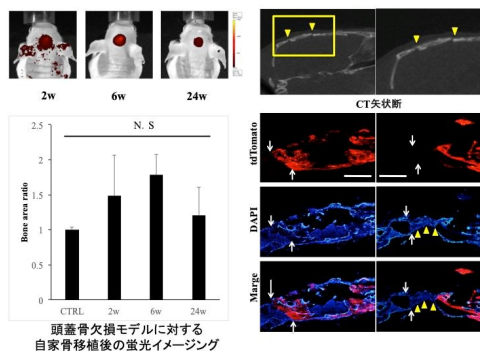 2w
6w
24w
CT矢状断
N. S
2.5
2
1.5
1
0.5
0
Bone area ratio
CTRL
2w
6w
24w
頭蓋骨欠損モデルに対する
自家骨移植後の蛍光イメージング
tdTomato
DAPI
Marge